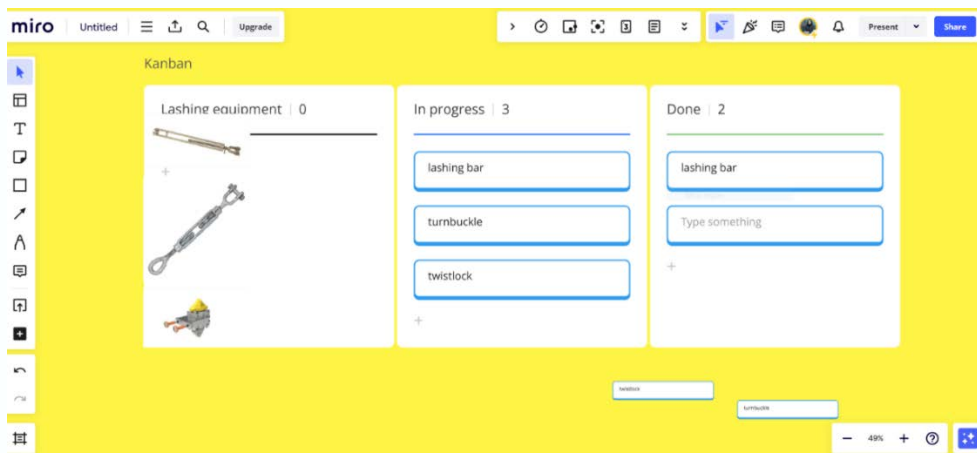 miro
Untitled
Upgrade
3
Present
Share
Kanban
Lashing equipment | 0
In progress | 3
Done | 2
lashing bar
turnbuckle
twistlock
lashing bar
Type something
twistlock
turnbuckle
49%